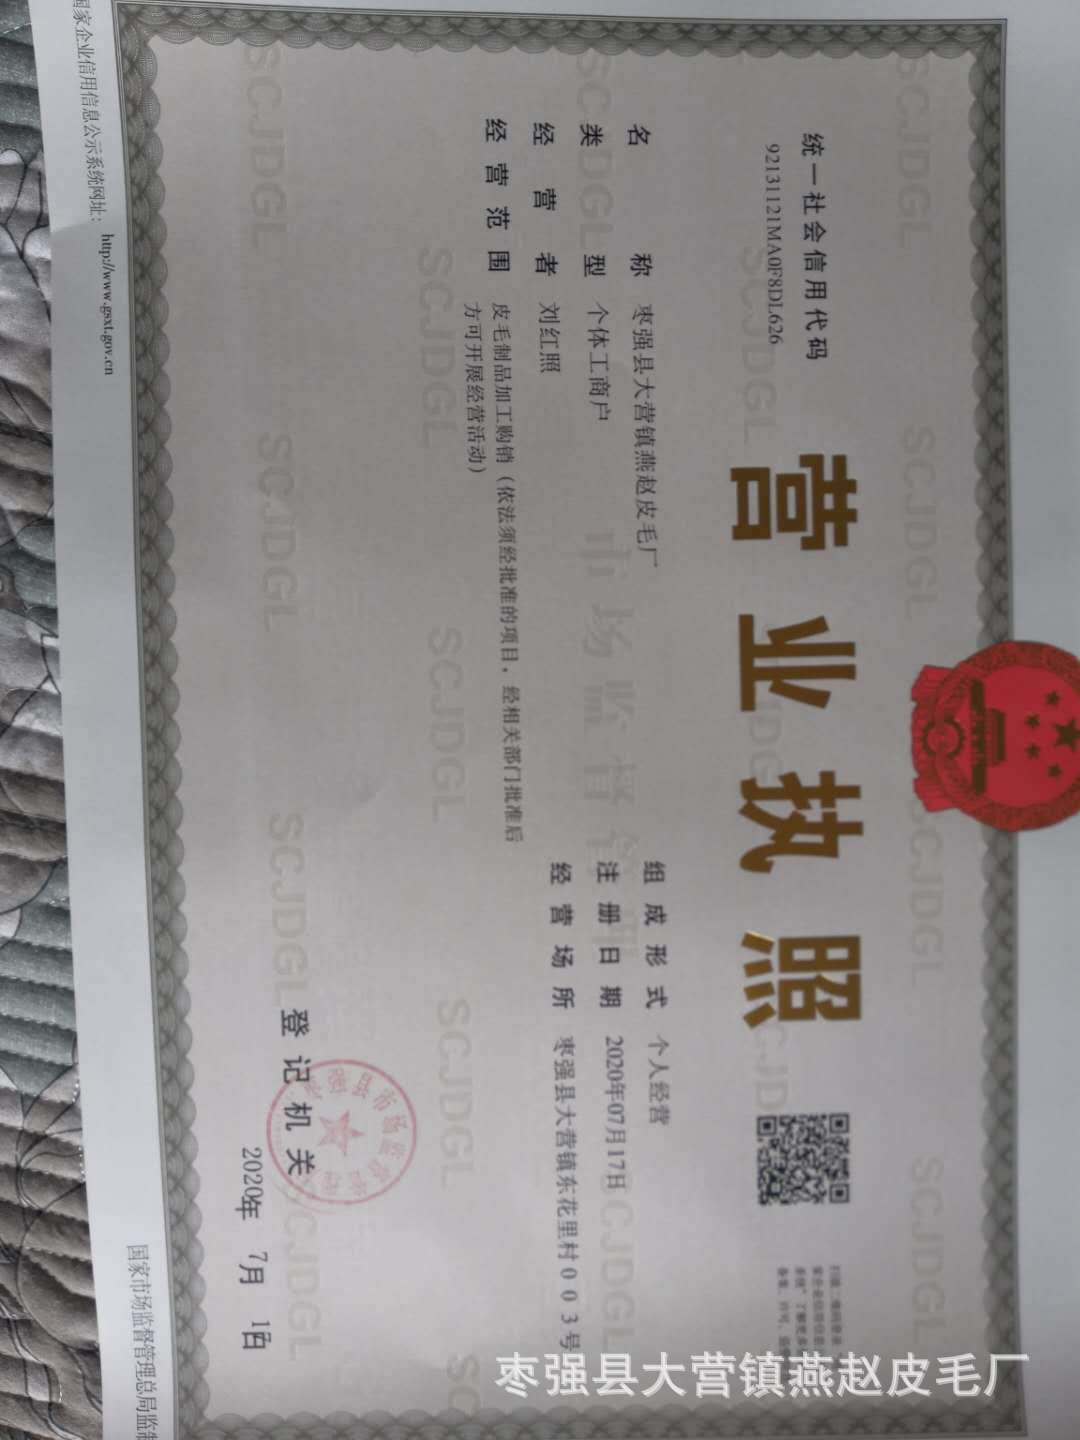 营业执照
统一社会信用代码
92131121MA0F8DL626
名称 枣强县大营镇燕赵皮毛厂
类型 个体工商户
经营者 刘红照
经营范围 皮毛制品加工购销（依法须经批准的项目，经相关部门批准后
方可开展经营活动）
组成形式 个人经营
注册日期 2020年07月17日
经营场所 枣强县大营镇东花里村003号
登记机关
2020年 7月 17日
国家企业信用信息公示系统网址：http://www.gsxt.gov.cn
国家市场监督管理总局监制
枣强县大营镇燕赵皮毛厂